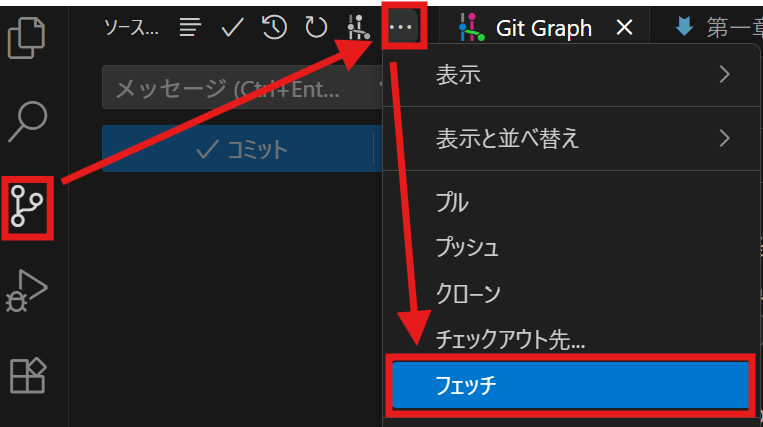 ソース...
Git Graph
第一章
メッセージ (Ctrl+Ent...
コミット
表示
表示と並べ替え
プル
プッシュ
クローン
チェックアウト先...
フェッチ